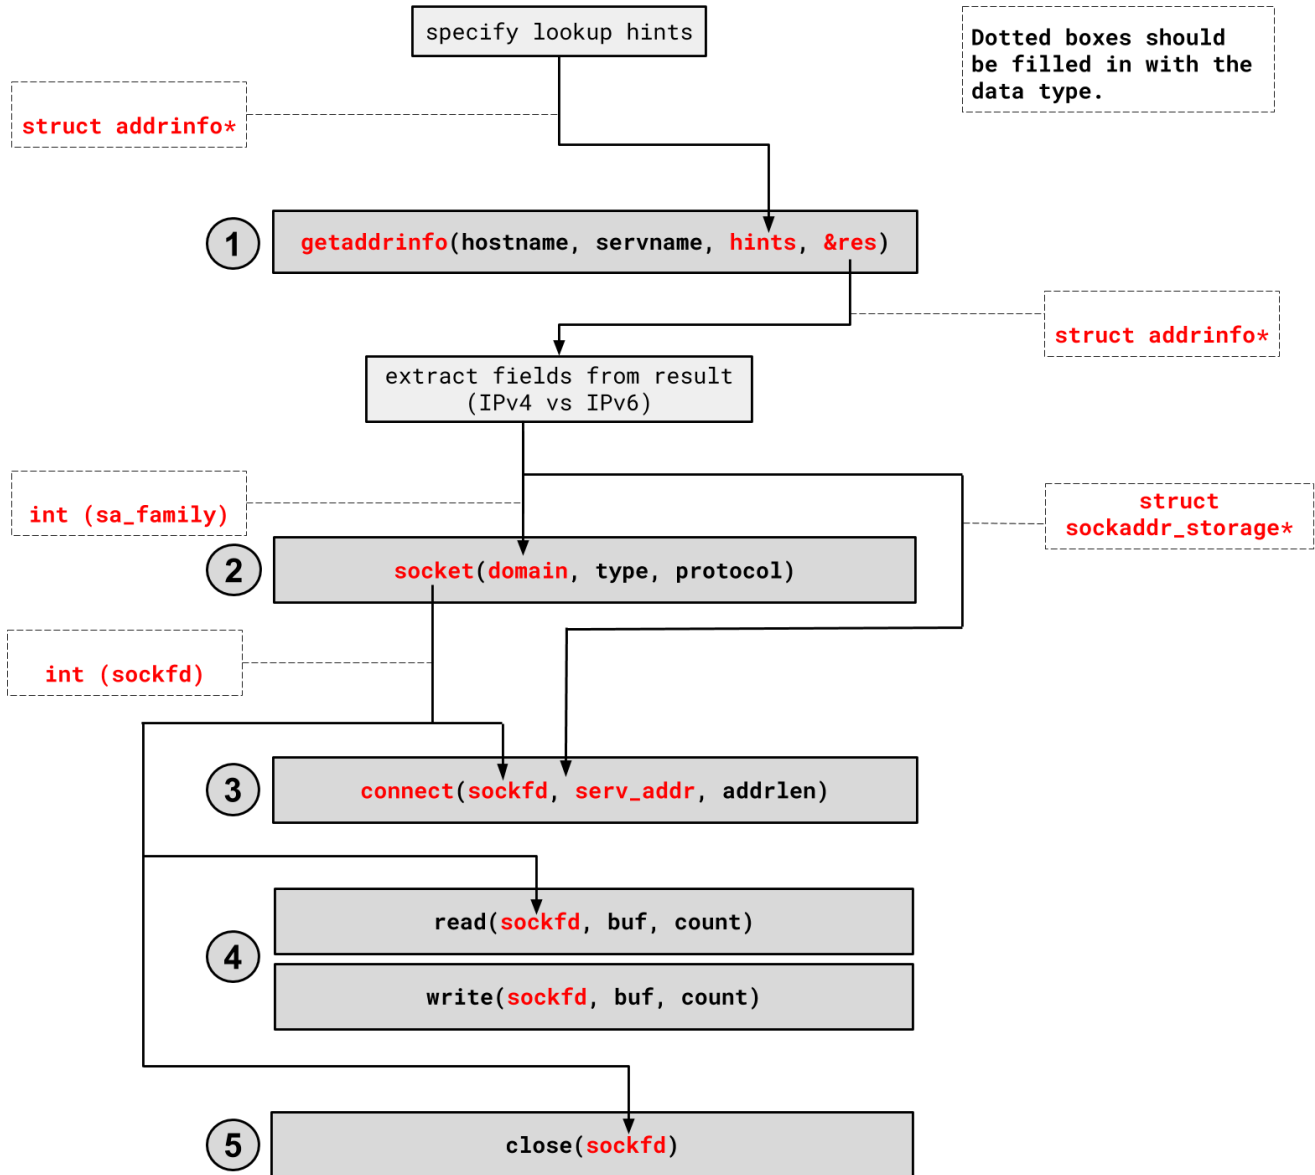 specify lookup hints
Dotted boxes should
be filled in with the
data type.
struct addrinfo*
1
getaddrinfo(hostname, servname, hints, &res)
struct addrinfo*
extract fields from result
(IPv4 vs IPv6)
int (sa_family)
struct
sockaddr_storage*
2
socket(domain, type, protocol)
int (sockfd)
3
connect(sockfd, serv_addr, addrlen)
4
read(sockfd, buf, count)
write(sockfd, buf, count)
5
close(sockfd)